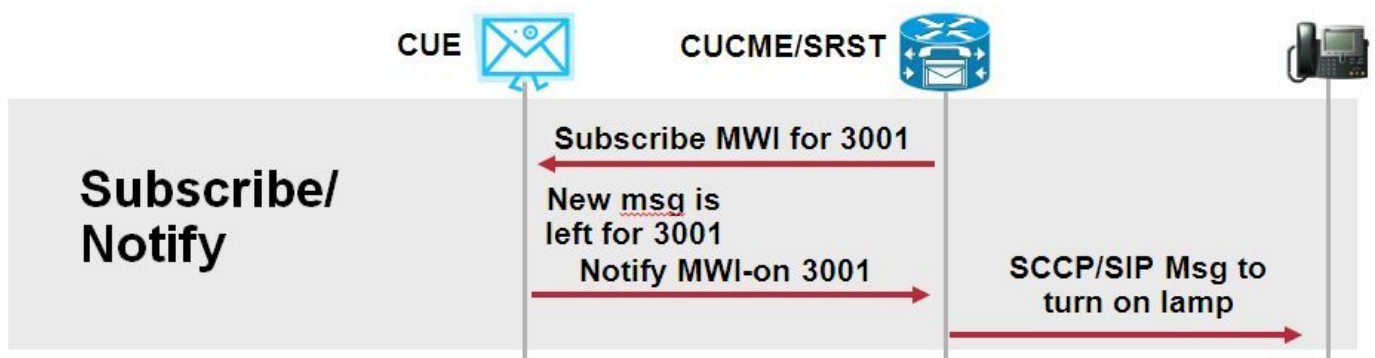 CUE
CUCME/SRST
Subscribe MWI for 3001
Subscribe/
Notify
New msg is
left for 3001
Notify MWI-on 3001
SCCP/SIP Msg to
turn on lamp